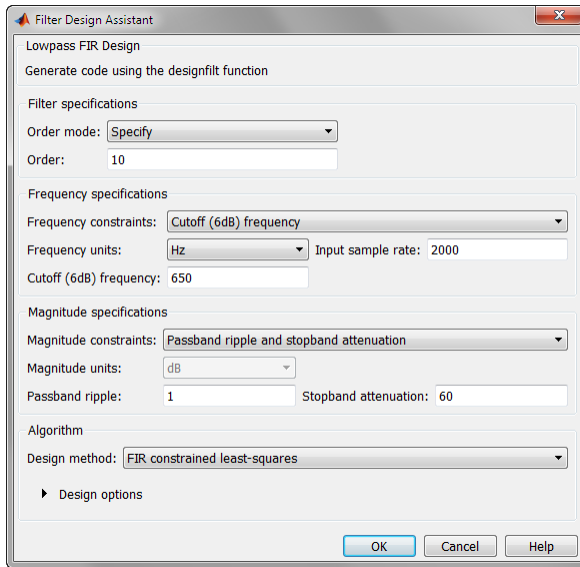 Filter Design Assistant
Lowpass FIR Design
Generate code using the designfilt function
Filter specifications
Order mode: Specify
Order: 10
Frequency specifications
Frequency constraints: Cutoff (6dB) frequency
Frequency units: Hz Input sample rate: 2000
Cutoff (6dB) frequency: 650
Magnitude specifications
Magnitude constraints: Passband ripple and stopband attenuation
Magnitude units: dB
Passband ripple: 1 Stopband attenuation: 60
Algorithm
Design method: FIR constrained least-squares
Design options
OK Cancel Help